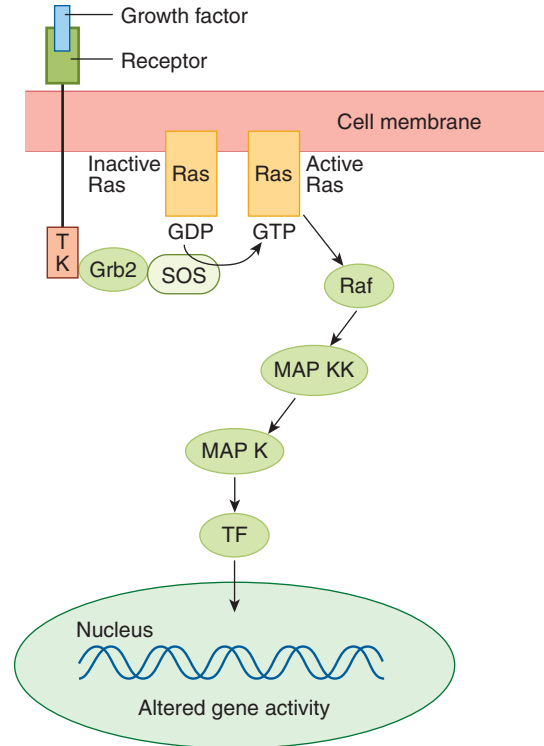 Growth factor
Receptor
Cell membrane
Inactive
Ras
Ras
Ras
Active
Ras
GDP
GTP
T
K
Grb2
SOS
Raf
MAP KK
MAP K
TF
Nucleus
Altered gene activity